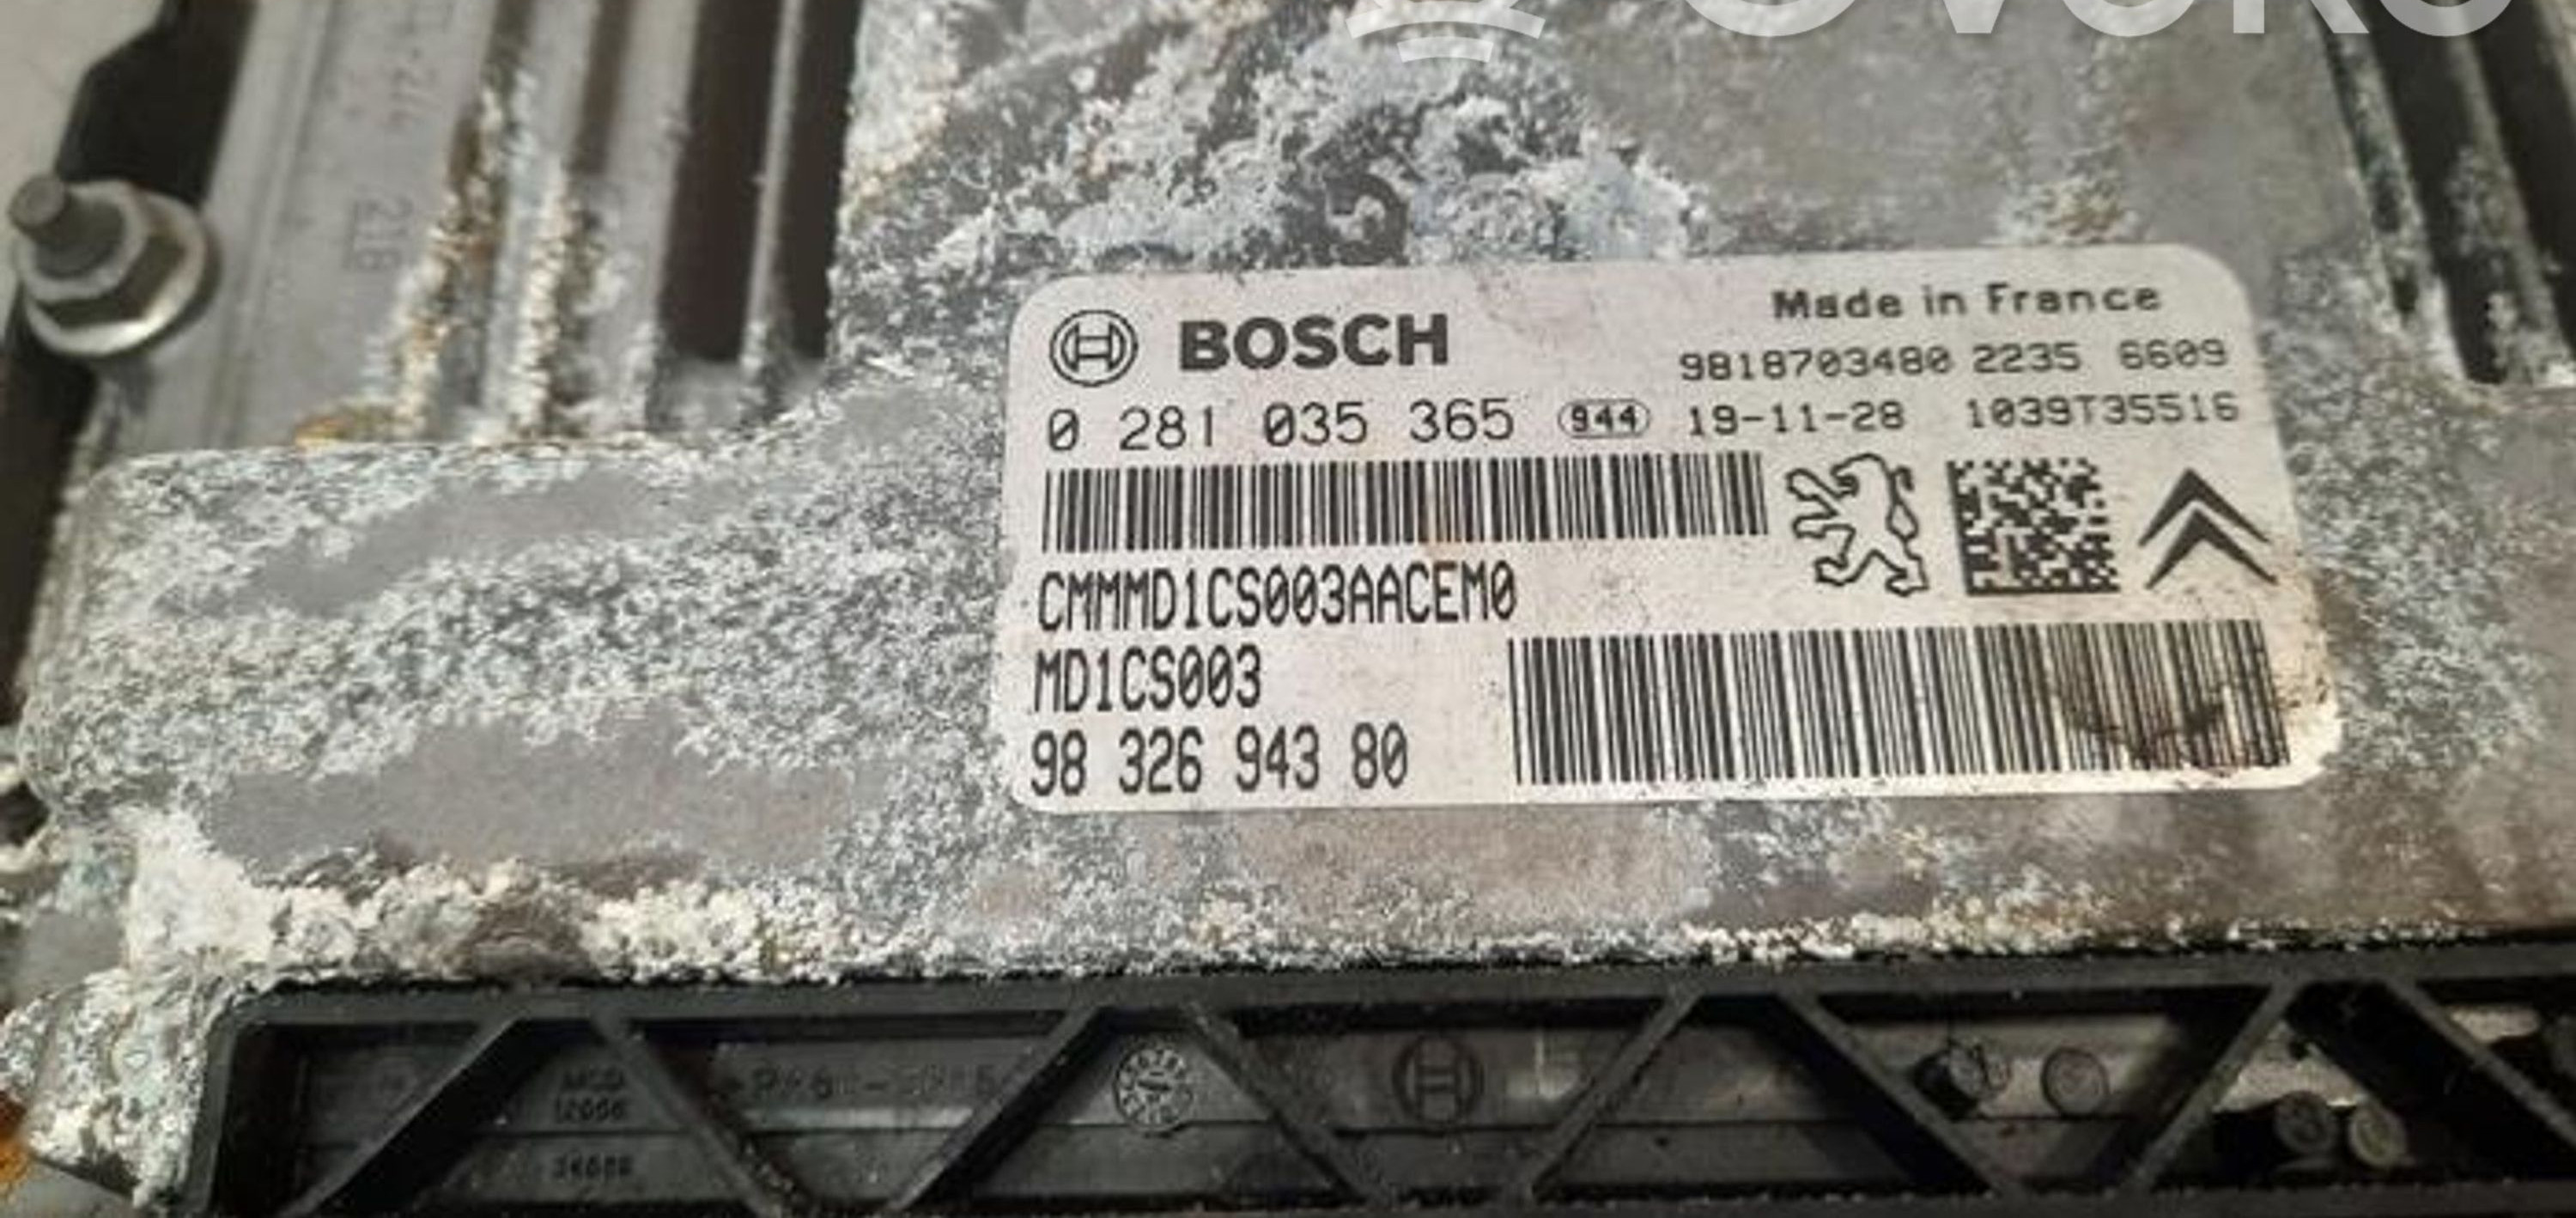 BOSCH
Made in France
9818703480 2235 6609
0 281 035 365 944 19-11-28 1039T35516
CMMMD1CS003AACEM0
MD1CS003
98 326 943 80